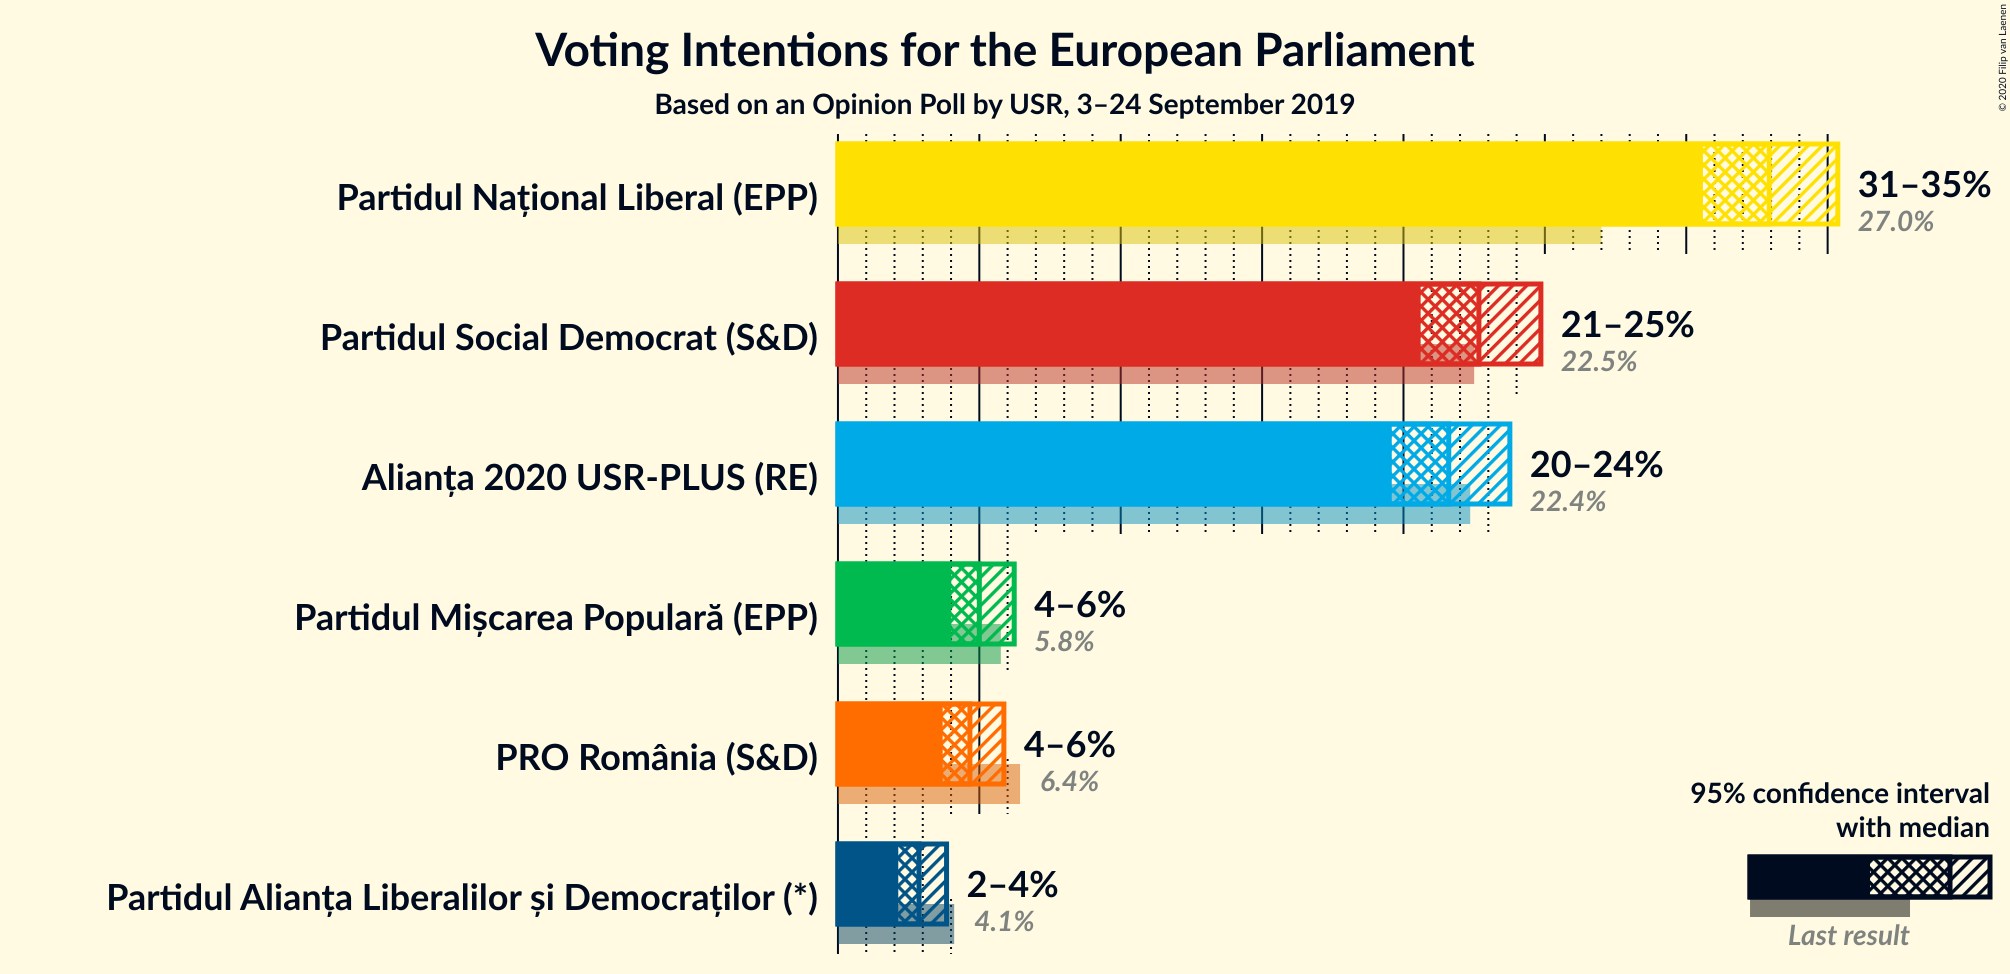 Voting Intentions for the European Parliament
Based on an Opinion Poll by USR, 3–24 September 2019
© 2020 Filip van Laenen
Partidul Național Liberal (EPP)
31–35%
27.0%
Partidul Social Democrat (S&D)
21–25%
22.5%
Alianța 2020 USR-PLUS (RE)
20–24%
22.4%
Partidul Mișcarea Populară (EPP)
4–6%
5.8%
PRO România (S&D)
4–6%
6.4%
Partidul Alianța Liberalilor și Democraților (*)
2–4%
4.1%
95% confidence interval
with median
Last result